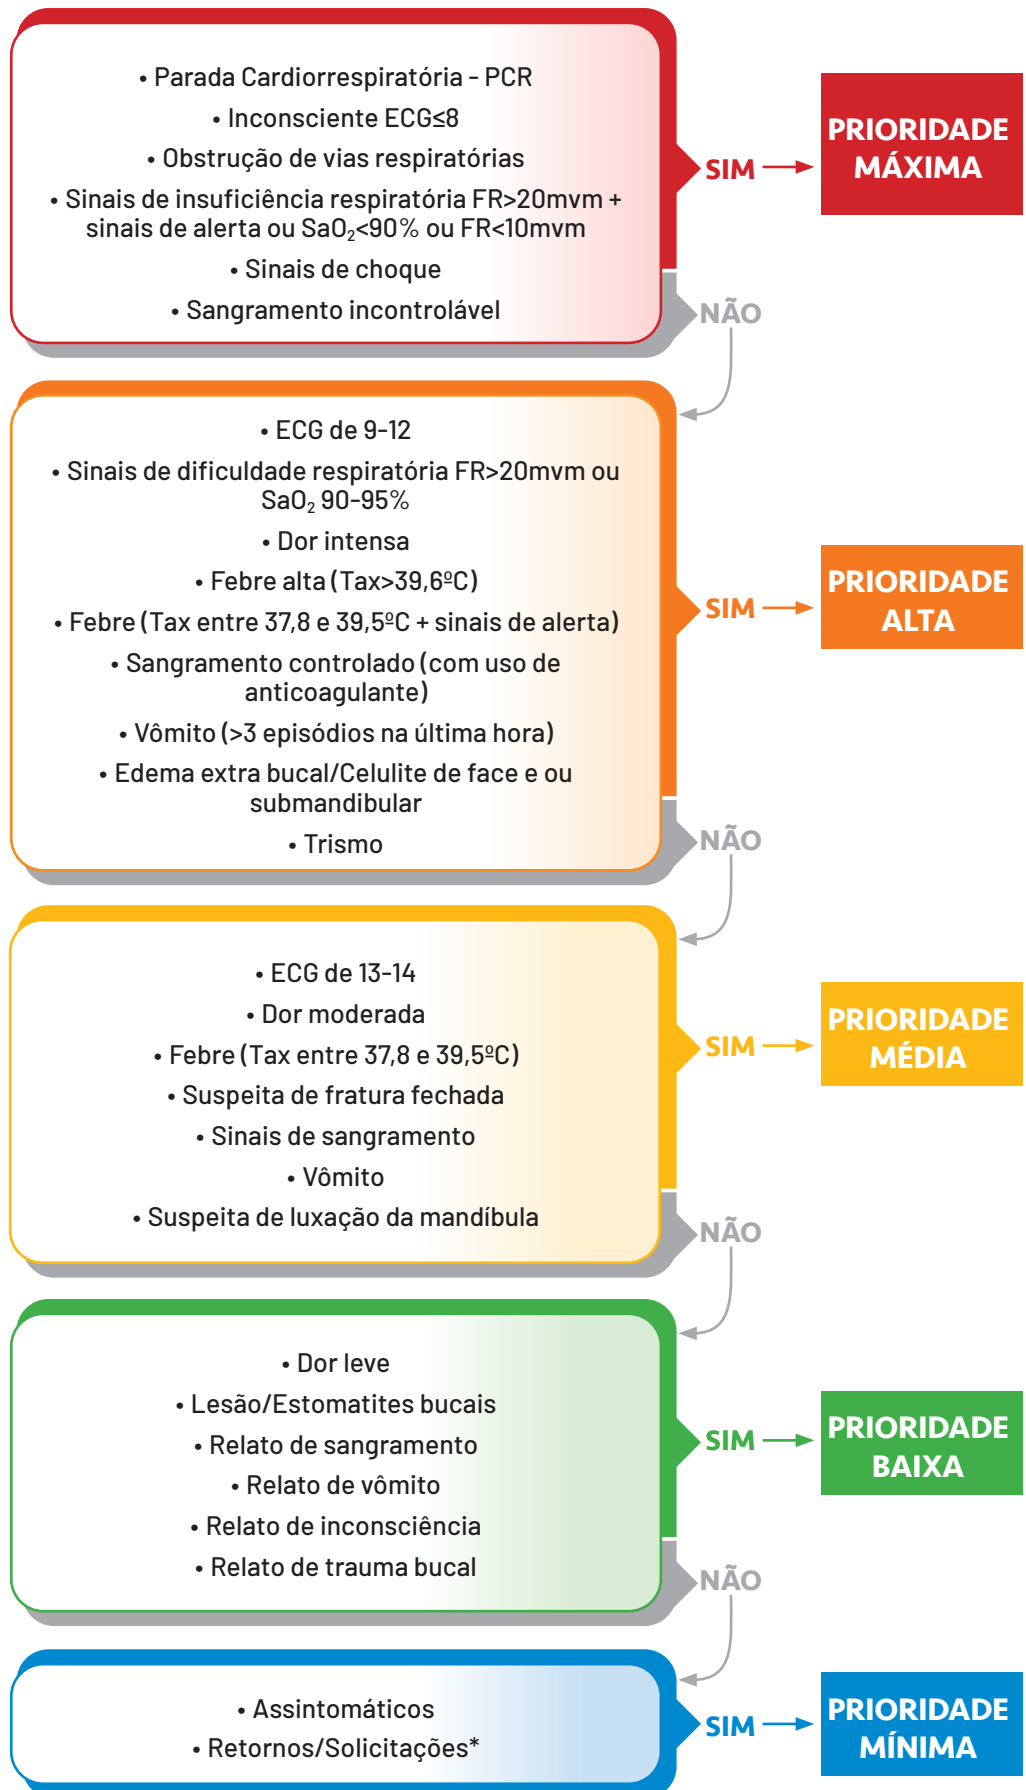 • Parada Cardiorrespiratória - PCR
• Inconsciente ECG≤8
• Obstrução de vias respiratórias
• Sinais de insuficiência respiratória FR>20mvm +
sinais de alerta ou SaO₂<90% ou FR<10mvm
• Sinais de choque
• Sangramento incontrolável
SIM
PRIORIDADE
MÁXIMA
NÃO
• ECG de 9-12
• Sinais de dificuldade respiratória FR>20mvm ou
SaO₂ 90-95%
• Dor intensa
• Febre alta (Tax>39,6ºC)
• Febre (Tax entre 37,8 e 39,5ºC + sinais de alerta)
• Sangramento controlado (com uso de
anticoagulante)
• Vômito (>3 episódios na última hora)
• Edema extra bucal/Celulite de face e ou
submandibular
• Trismo
SIM
PRIORIDADE
ALTA
NÃO
• ECG de 13-14
• Dor moderada
• Febre (Tax entre 37,8 e 39,5ºC)
• Suspeita de fratura fechada
• Sinais de sangramento
• Vômito
• Suspeita de luxação da mandíbula
SIM
PRIORIDADE
MÉDIA
NÃO
• Dor leve
• Lesão/Estomatites bucais
• Relato de sangramento
• Relato de vômito
• Relato de inconsciência
• Relato de trauma bucal
SIM
PRIORIDADE
BAIXA
NÃO
• Assintomáticos
• Retornos/Solicitações*
SIM
PRIORIDADE
MÍNIMA